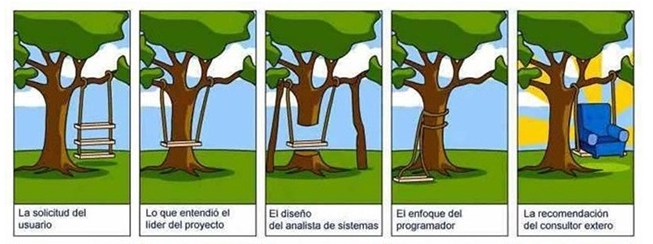 La solicitud del
usuario
Lo que entendió el
líder del proyecto
El diseño
del analista de sistemas
El enfoque del
programador
La recomendación
del consultor extero